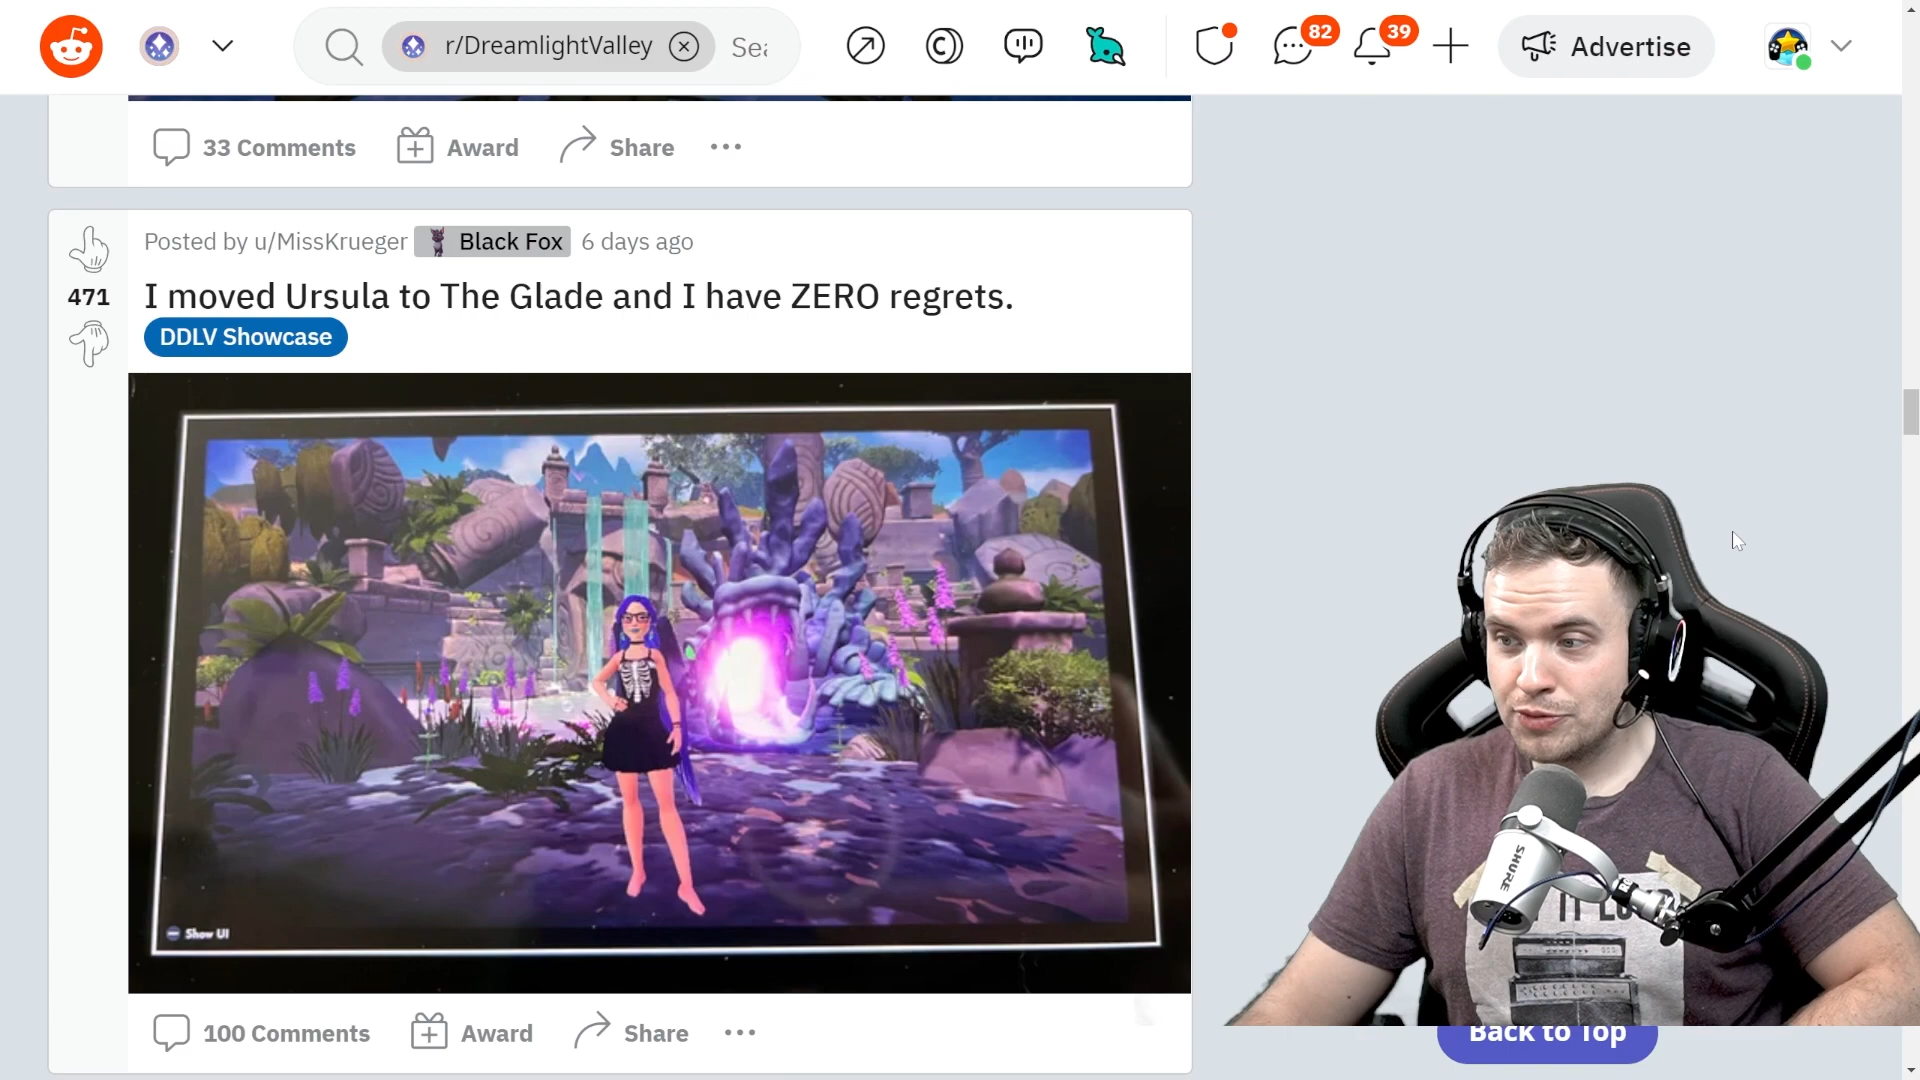 r/DreamlightValley
Sea
82
39
Advertise
33 Comments
Award
Share
Posted by u/MissKrueger
Black Fox
6 days ago
471
I moved Ursula to The Glade and I have ZERO regrets.
DDLV Showcase
Show UI
100 Comments
Award
Share
SHURE
Back to Top